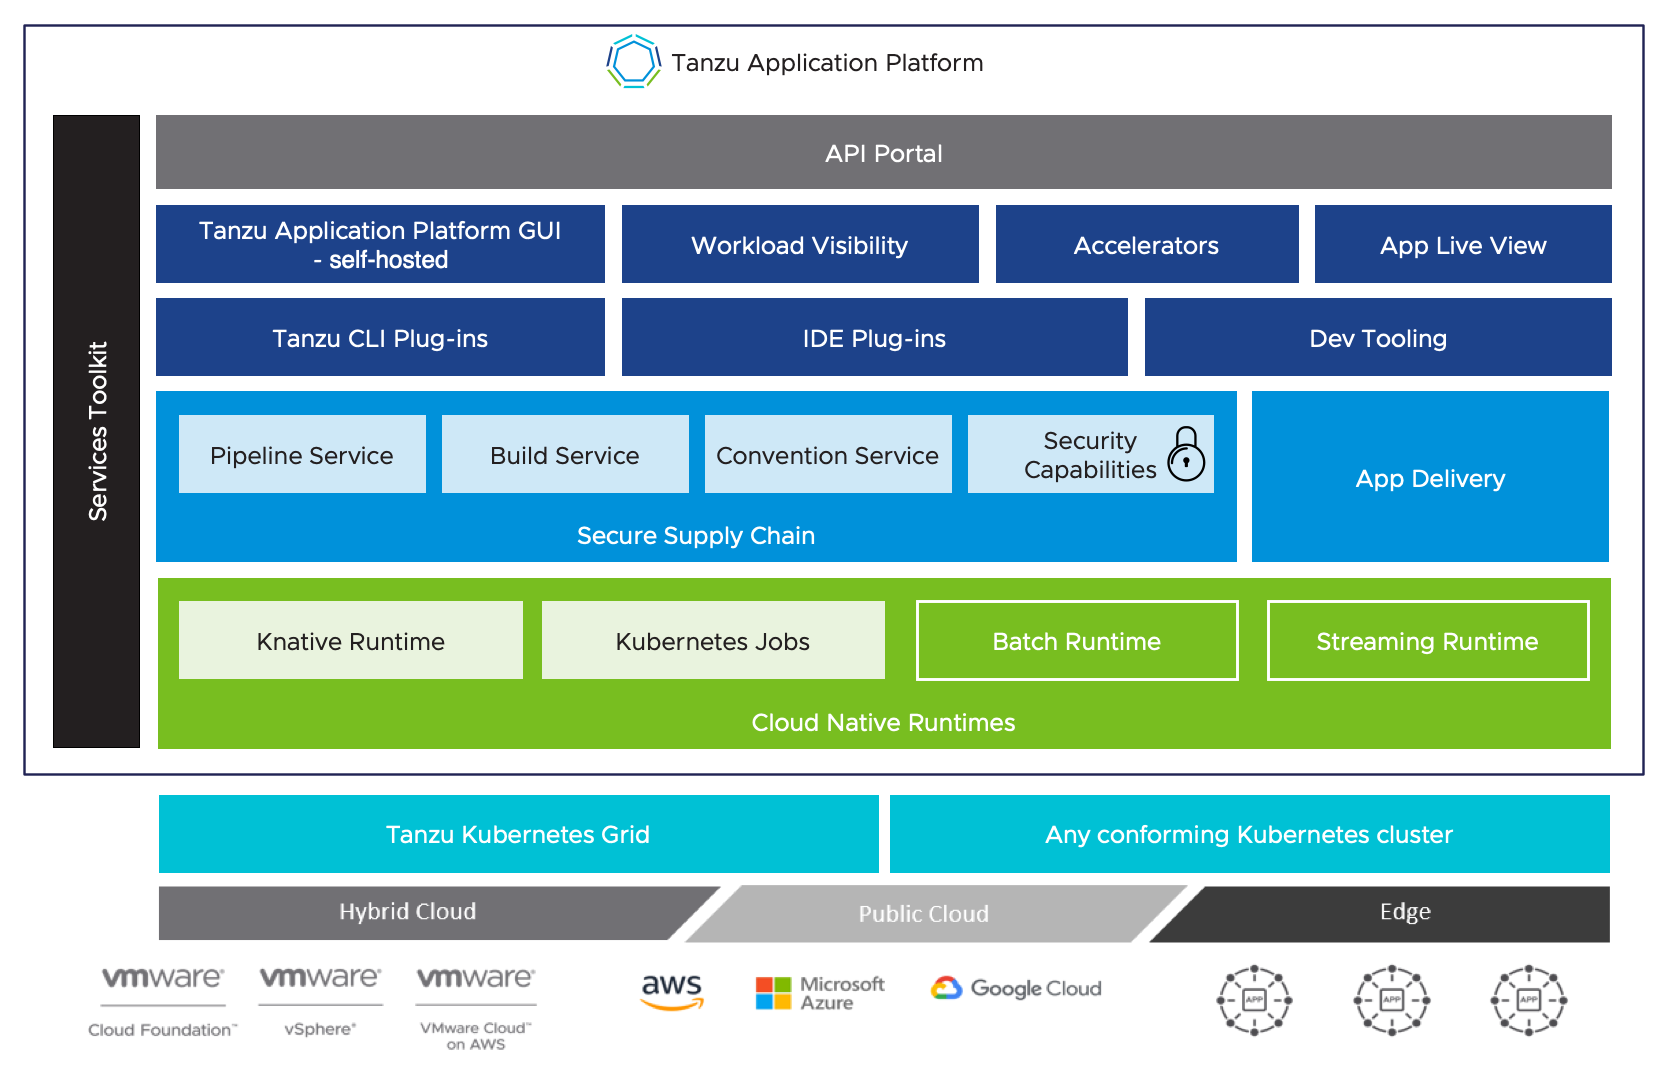 Tanzu Application Platform
API Portal
Tanzu Application Platform GUI
- self-hosted
Workload Visibility
Accelerators
App Live View
Tanzu CLI Plug-ins
IDE Plug-ins
Dev Tooling
Services Toolkit
Pipeline Service
Build Service
Convention Service
Security
Capabilities
Secure Supply Chain
App Delivery
Knative Runtime
Kubernetes Jobs
Batch Runtime
Streaming Runtime
Cloud Native Runtimes
Tanzu Kubernetes Grid
Any conforming Kubernetes cluster
Hybrid Cloud
Public Cloud
Edge
vmware®
Cloud Foundation™
vmware®
vSphere®
vmware®
VMware Cloud™
on AWS
aws
Microsoft
Azure
Google Cloud
APP
APP
APP